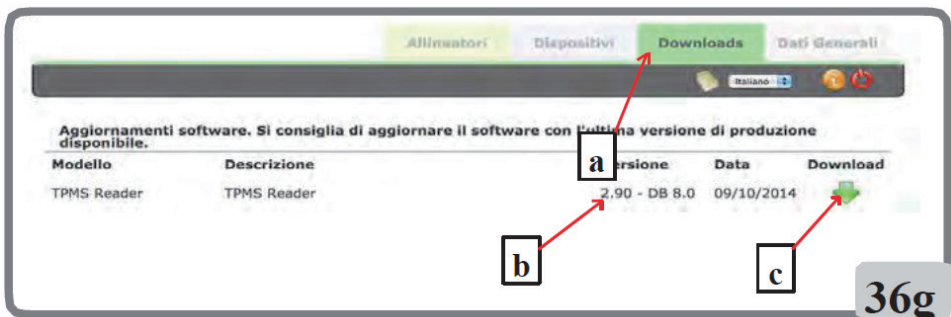 Allineatori Dispositivi Downloads Dati Generali
Italiano
Aggiornamenti software. Si consiglia di aggiornare il software con l'ultima versione di produzione
disponibile.
a
Modello Descrizione Data Download
TPMS Reader TPMS Reader 2.90 - DB 8.0 09/10/2014
b
c
36g